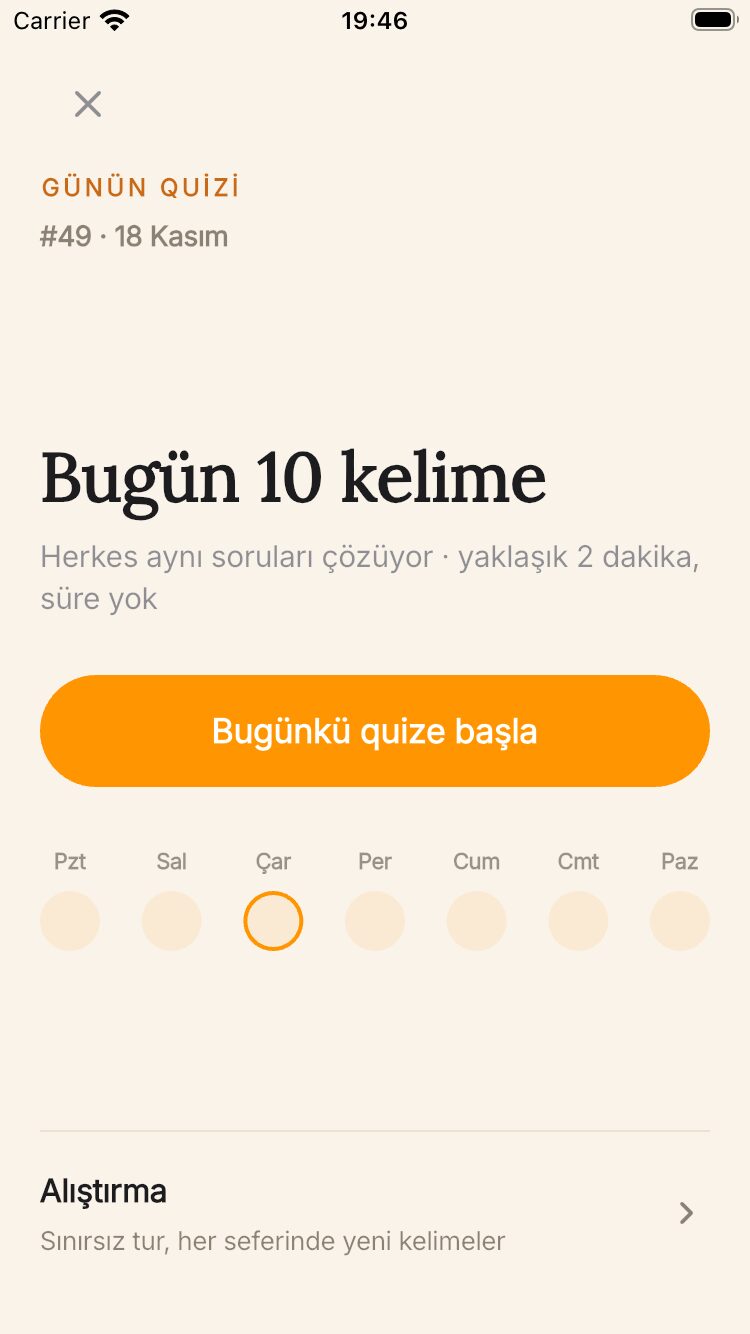 Carrier
19:46
GÜNÜN QUİZİ
#49 · 18 Kasım
Bugün 10 kelime
Herkes aynı soruları çözüyor · yaklaşık 2 dakika,
süre yok
Bugünkü quize başla
Pzt Sal Çar Per Cum Cmt Paz
Alıştırma
Sınırsız tur, her seferinde yeni kelimeler